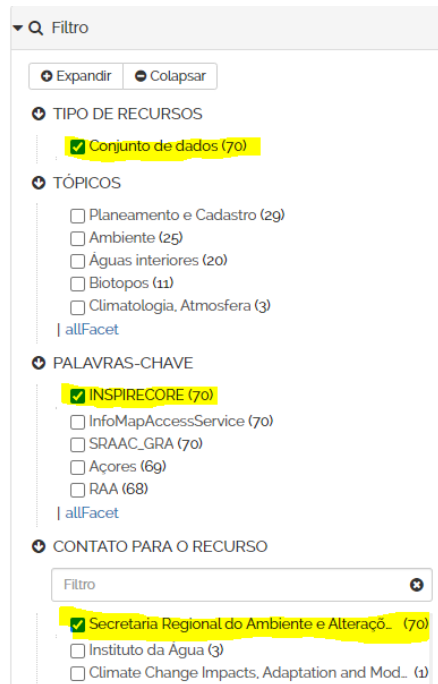 Filtro
Expandir Colapsar
TIPO DE RECURSOS
Conjunto de dados (70)
TÓPICOS
Planeamento e Cadastro (29)
Ambiente (25)
Águas interiores (20)
Biotopos (11)
Climatologia, Atmosfera (3)
| allFacet
PALAVRAS-CHAVE
INSPIRECORE (70)
InfoMapAccessService (70)
SRAAC_GRA (70)
Açores (69)
RAA (68)
| allFacet
CONTATO PARA O RECURSO
Filtro
Secretaria Regional do Ambiente e Alteraçõ... (70)
Instituto da Água (3)
Climate Change Impacts, Adaptation and Mod... (1)